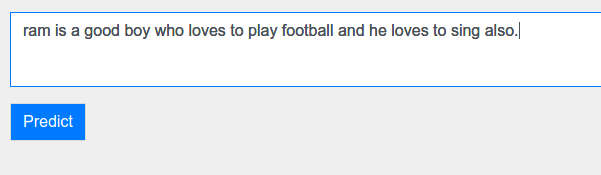 ram is a good boy who loves to play football and he loves to sing also.
Predict